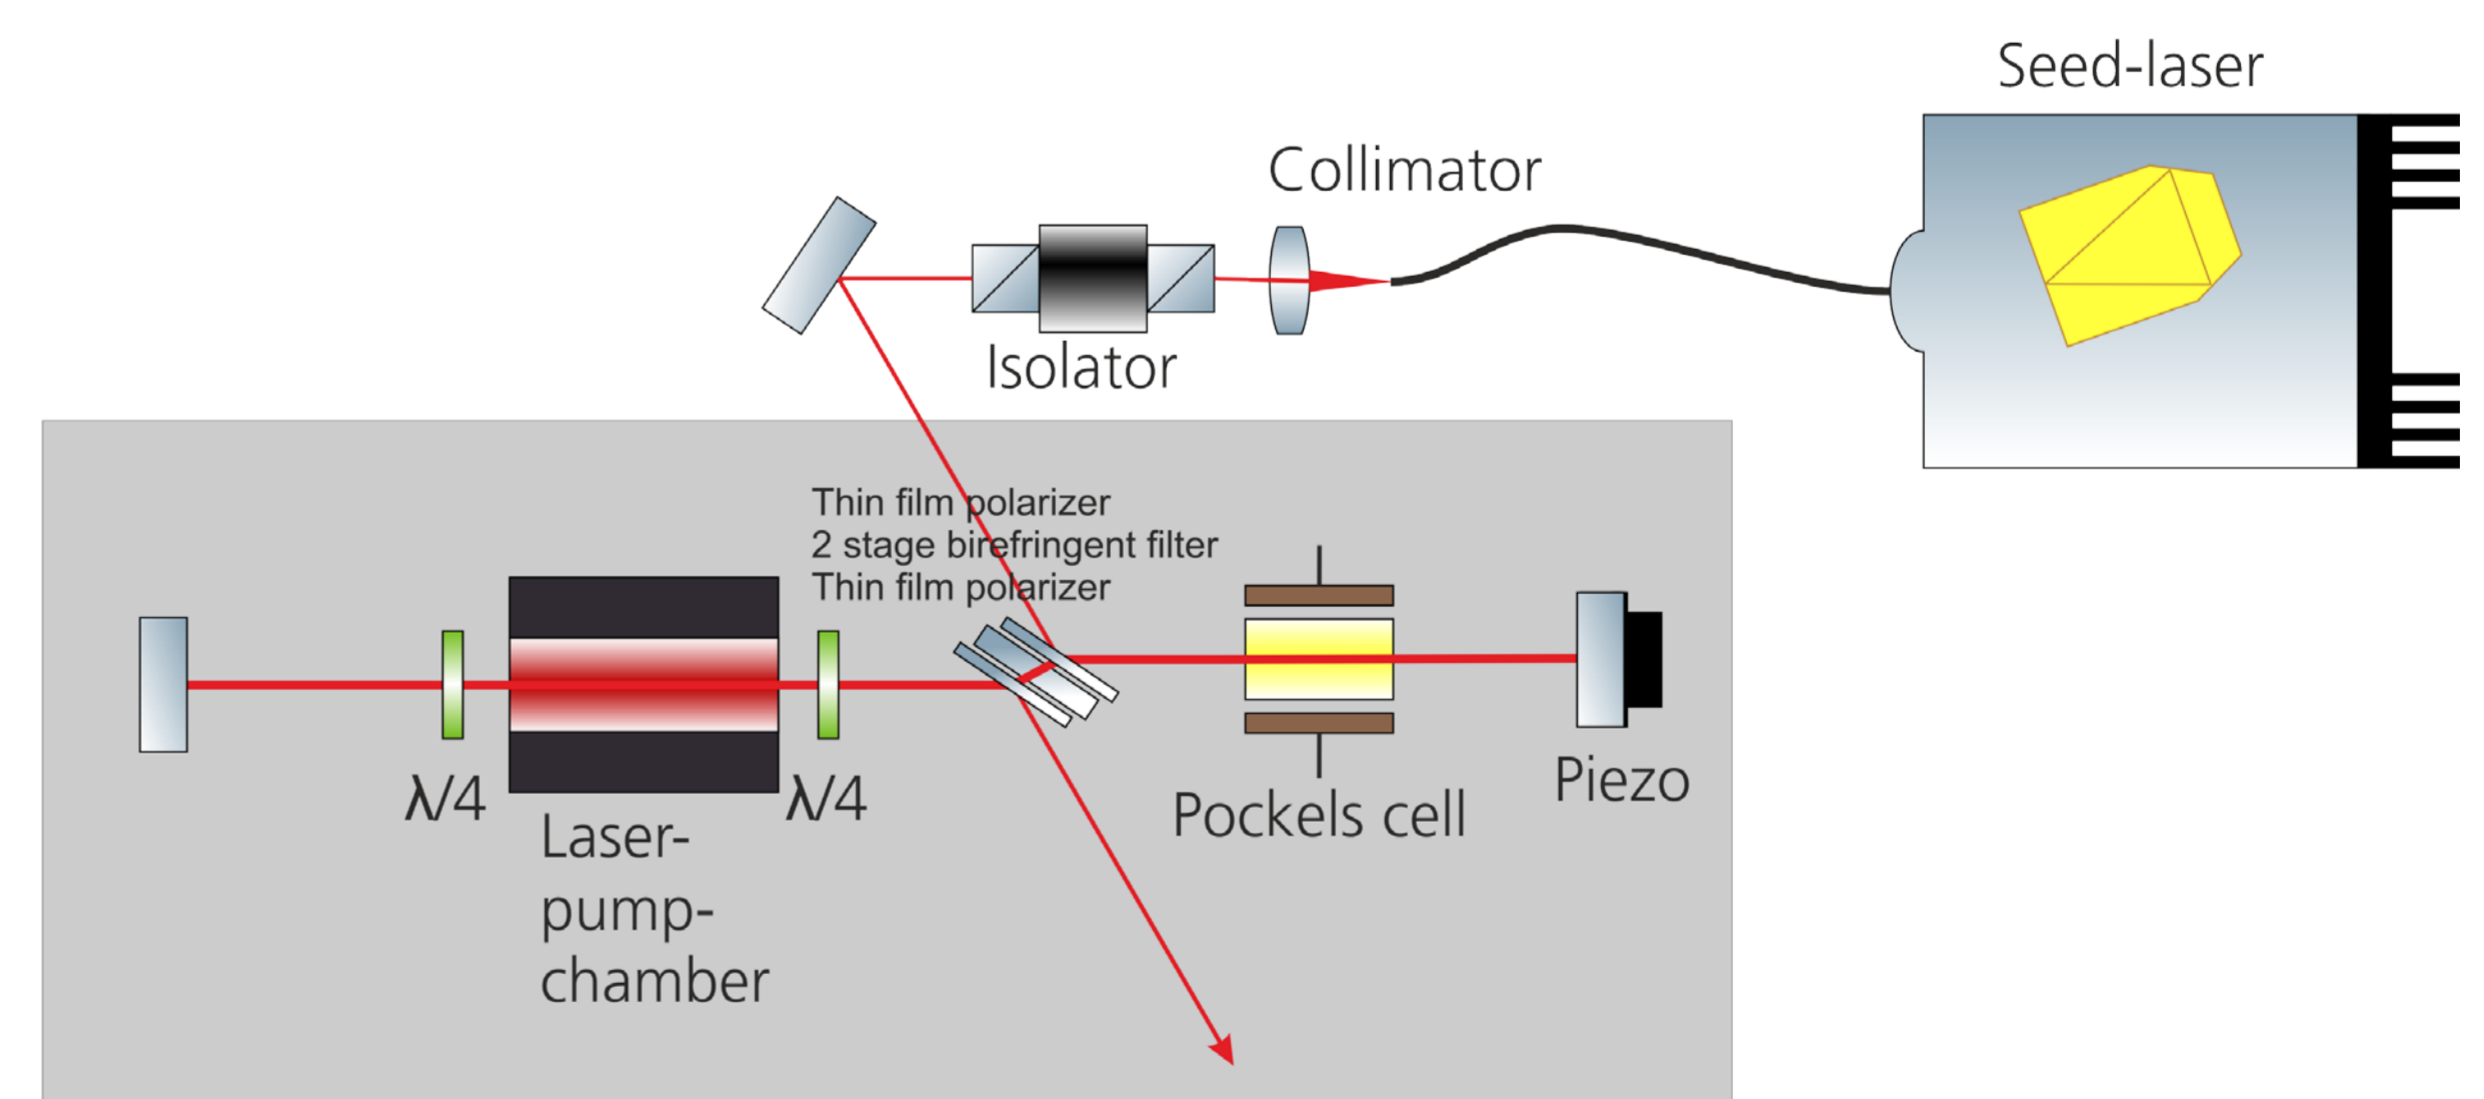 Seed-laser
Collimator
Isolator
Thin film polarizer
2 stage birefringent filter
Thin film polarizer
λ/4
λ/4
Laser-
pump-
chamber
Pockels cell
Piezo